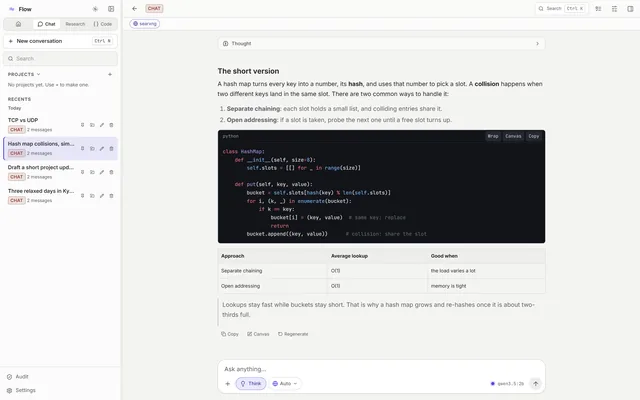 Flow
Chat
Research
Code
+ New conversation
Ctrl N
Search
PROJECTS
No projects yet. Use + to make one.
RECENTS
Today
TCP vs UDP
CHAT 2 messages
Hash map collisions, sim...
CHAT 2 messages
Draft a short project upd...
CHAT 2 messages
Three relaxed days in Ky...
CHAT 2 messages
Audit
Settings
CHAT
Search Ctrl K
Thought
The short version
A hash map turns every key into a number, its hash, and uses that number to pick a slot. A collision happens when
two different keys land in the same slot. There are two common ways to handle it:
1. Separate chaining: each slot holds a small list, and colliding entries share it.
2. Open addressing: if a slot is taken, probe the next one until a free slot turns up.
python
Wrap Canvas Copy
class HashMap:
def __init__(self, size=8):
self.slots = [[] for _ in range(size)]
def put(self, key, value):
bucket = self.slots[hash(key) % len(self.slots)]
for i, (k, _) in enumerate(bucket):
if k == key:
bucket[i] = (key, value) # same key: replace
return
bucket.append((key, value)) # collision: share the slot
Approach Average lookup Good when
Separate chaining O(1) the load varies a lot
Open addressing O(1) memory is tight
Lookups stay fast while buckets stay short. That is why a hash map grows and re-hashes once it is about two-
thirds full.
Copy Canvas Regenerate
Ask anything...
+ Think Auto
qwen3.5:2b